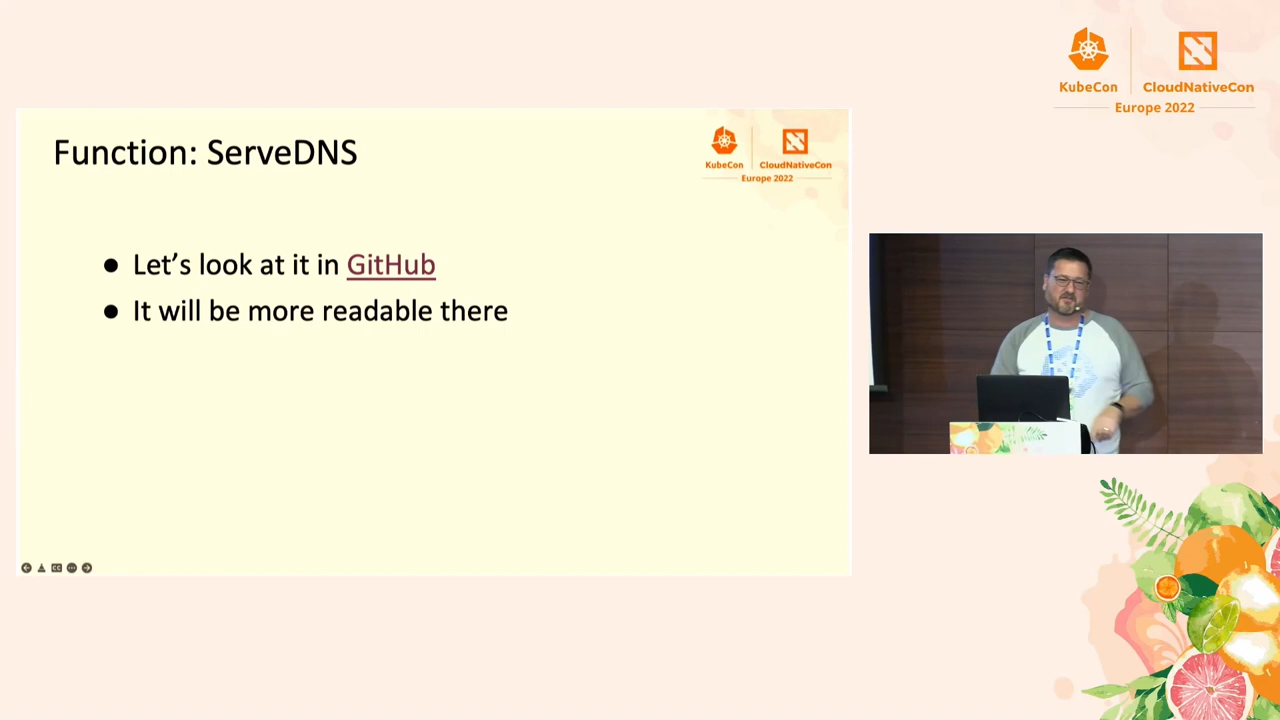 KubeCon
CloudNativeCon
Europe 2022
Function: ServeDNS
KubeCon
CloudNativeCon
Europe 2022
● Let's look at it in GitHub
● It will be more readable there
CC